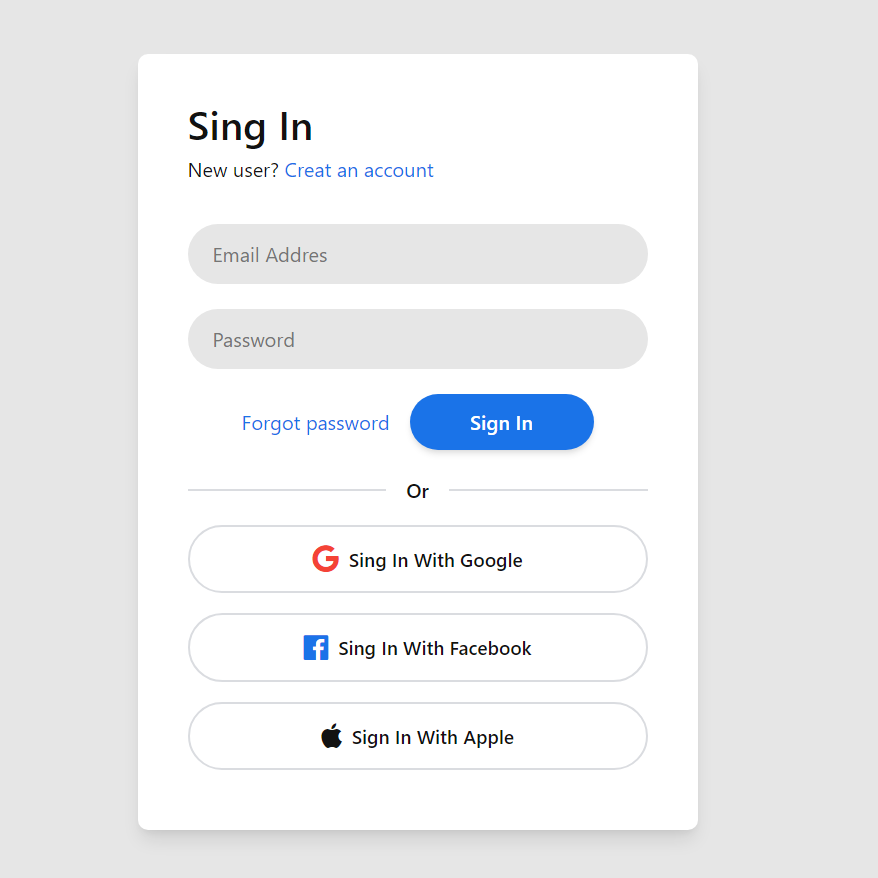 Sing In
New user? Creat an account
Email Addres
Password
Forgot password Sign In
Or
Sing In With Google
Sing In With Facebook
Sign In With Apple